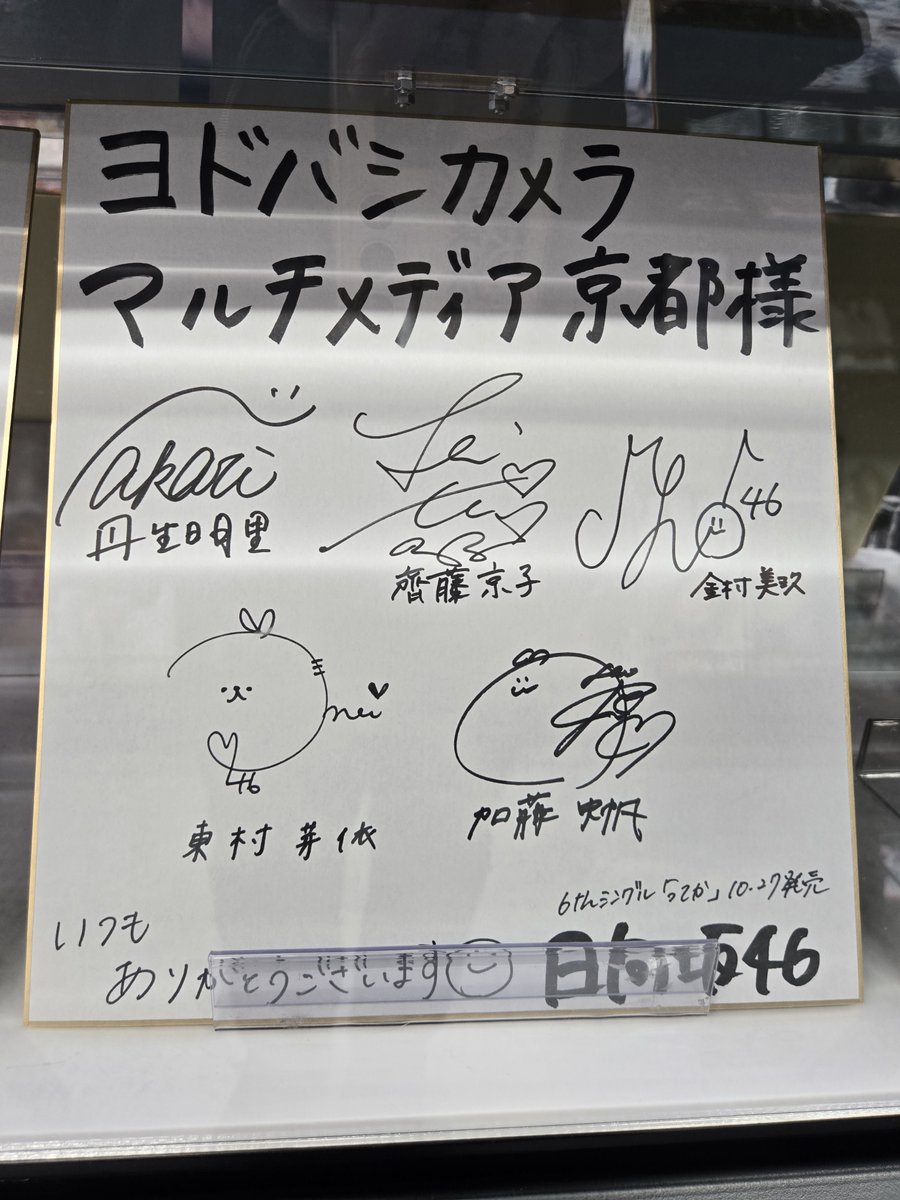 ヨドバシカメラ
マルチメディア京都様
akari
丹生明里
齊藤京子
46
金村美玖
mei
46
東村芽依
加藤史帆
6thシングル「ってか」10.27発売
いつも
ありがとうございます
日向坂46